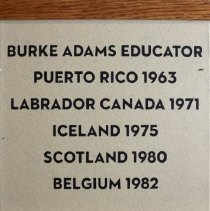 BURKE ADAMS EDUCATOR
PUERTO RICO 1963
LABRADOR CANADA 1971
ICELAND 1975
SCOTLAND 1980
BELGIUM 1982